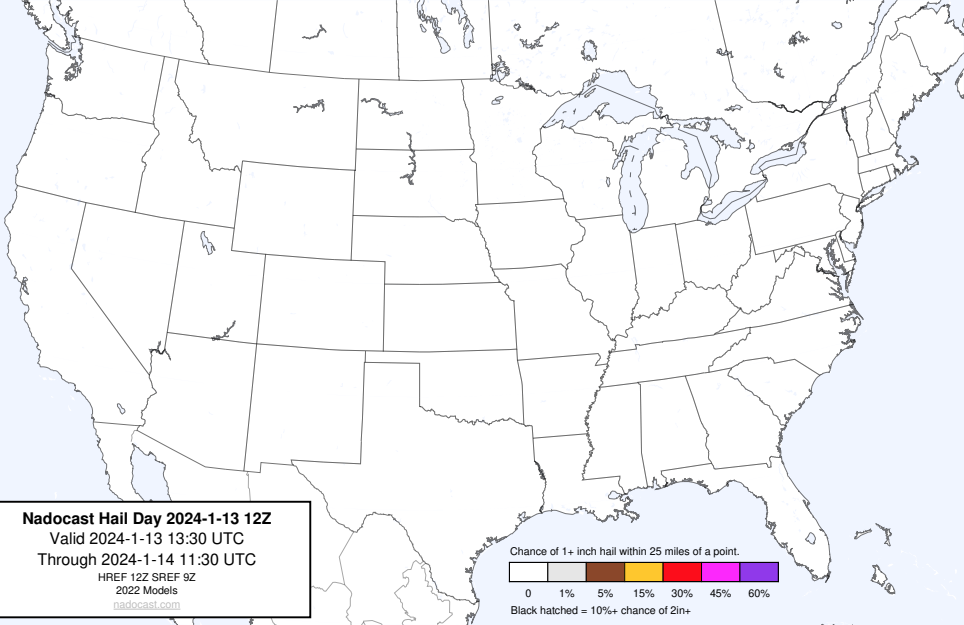 Nadocast Hail Day 2024-1-13 12Z
Valid 2024-1-13 13:30 UTC
Through 2024-1-14 11:30 UTC
HREF 12Z SREF 9Z
2022 Models
nadocast.com
Chance of 1+ inch hail within 25 miles of a point.
0 1% 5% 15% 30% 45% 60%
Black hatched = 10%+ chance of 2in+